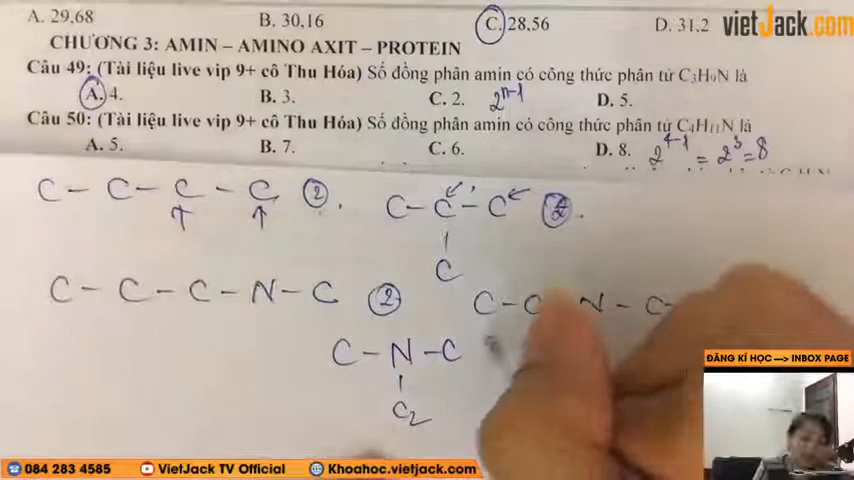 A. 29,68 B. 30,16 C. 28,56 D. 31,2
vietJack.com
CHƯƠNG 3: AMIN – AMINO AXIT – PROTEIN
Câu 49: (Tài liệu live vip 9+ cô Thu Hóa) Số đồng phân amin có công thức phân tử C₃H₉N là
A. 4. B. 3. C. 2. 2ⁿ⁻¹ D. 5.
Câu 50: (Tài liệu live vip 9+ cô Thu Hóa) Số đồng phân amin có công thức phân tử C₄H₁₁N là
A. 5. B. 7. C. 6. D. 8. 2⁴⁻¹ = 2³ = 8
C – C – C – C ② .
↑ ↑
C – C – C
|
C
C – C – C – N – C ②
C – C N – C –
C – N – C
|
C₂
ĐĂNG KÍ HỌC —> INBOX PAGE
084 283 4585 VietJack TV Official Khoahoc.vietjack.com